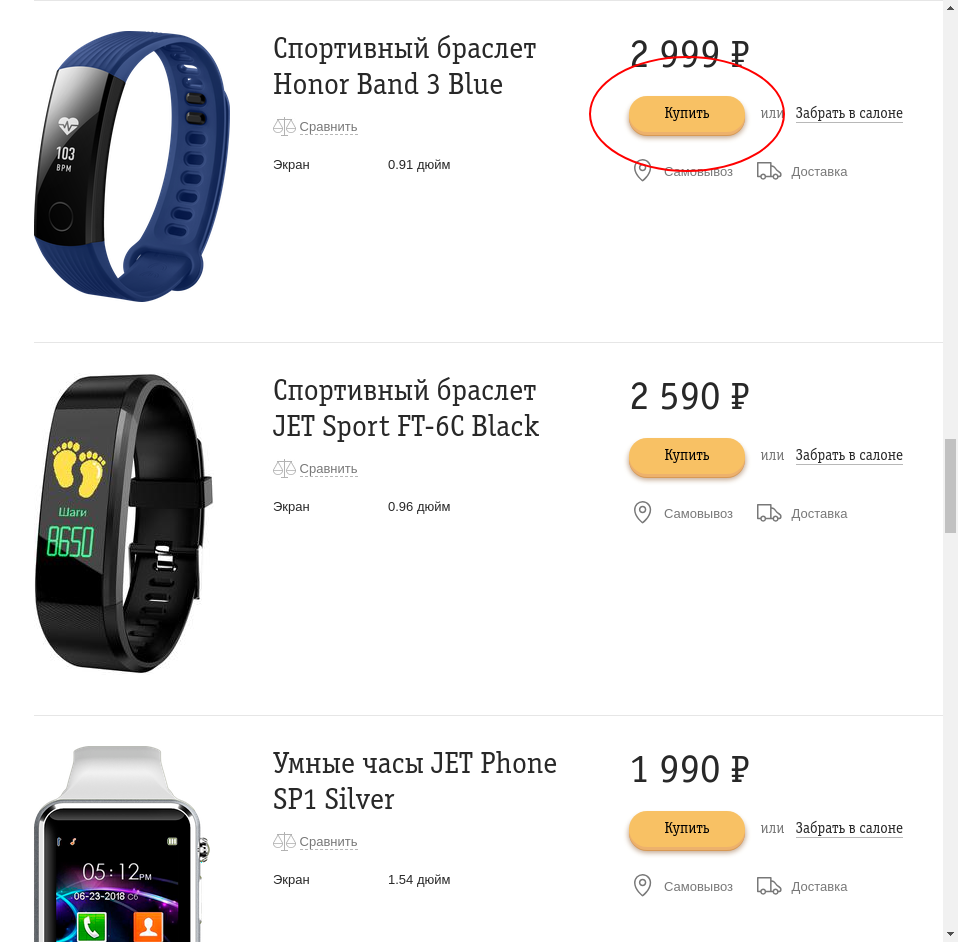 Спортивный браслет
Honor Band 3 Blue
Сравнить
Экран 0.91 дюйм
2 999 ₽
Купить или Забрать в салоне
Самовывоз Доставка
103
BPM
Спортивный браслет
JET Sport FT-6C Black
Сравнить
Экран 0.96 дюйм
2 590 ₽
Купить или Забрать в салоне
Самовывоз Доставка
Шаги
8650
Умные часы JET Phone
SP1 Silver
Сравнить
Экран 1.54 дюйм
1 990 ₽
Купить или Забрать в салоне
Самовывоз Доставка
05:12PM
06-23-2018 Сб